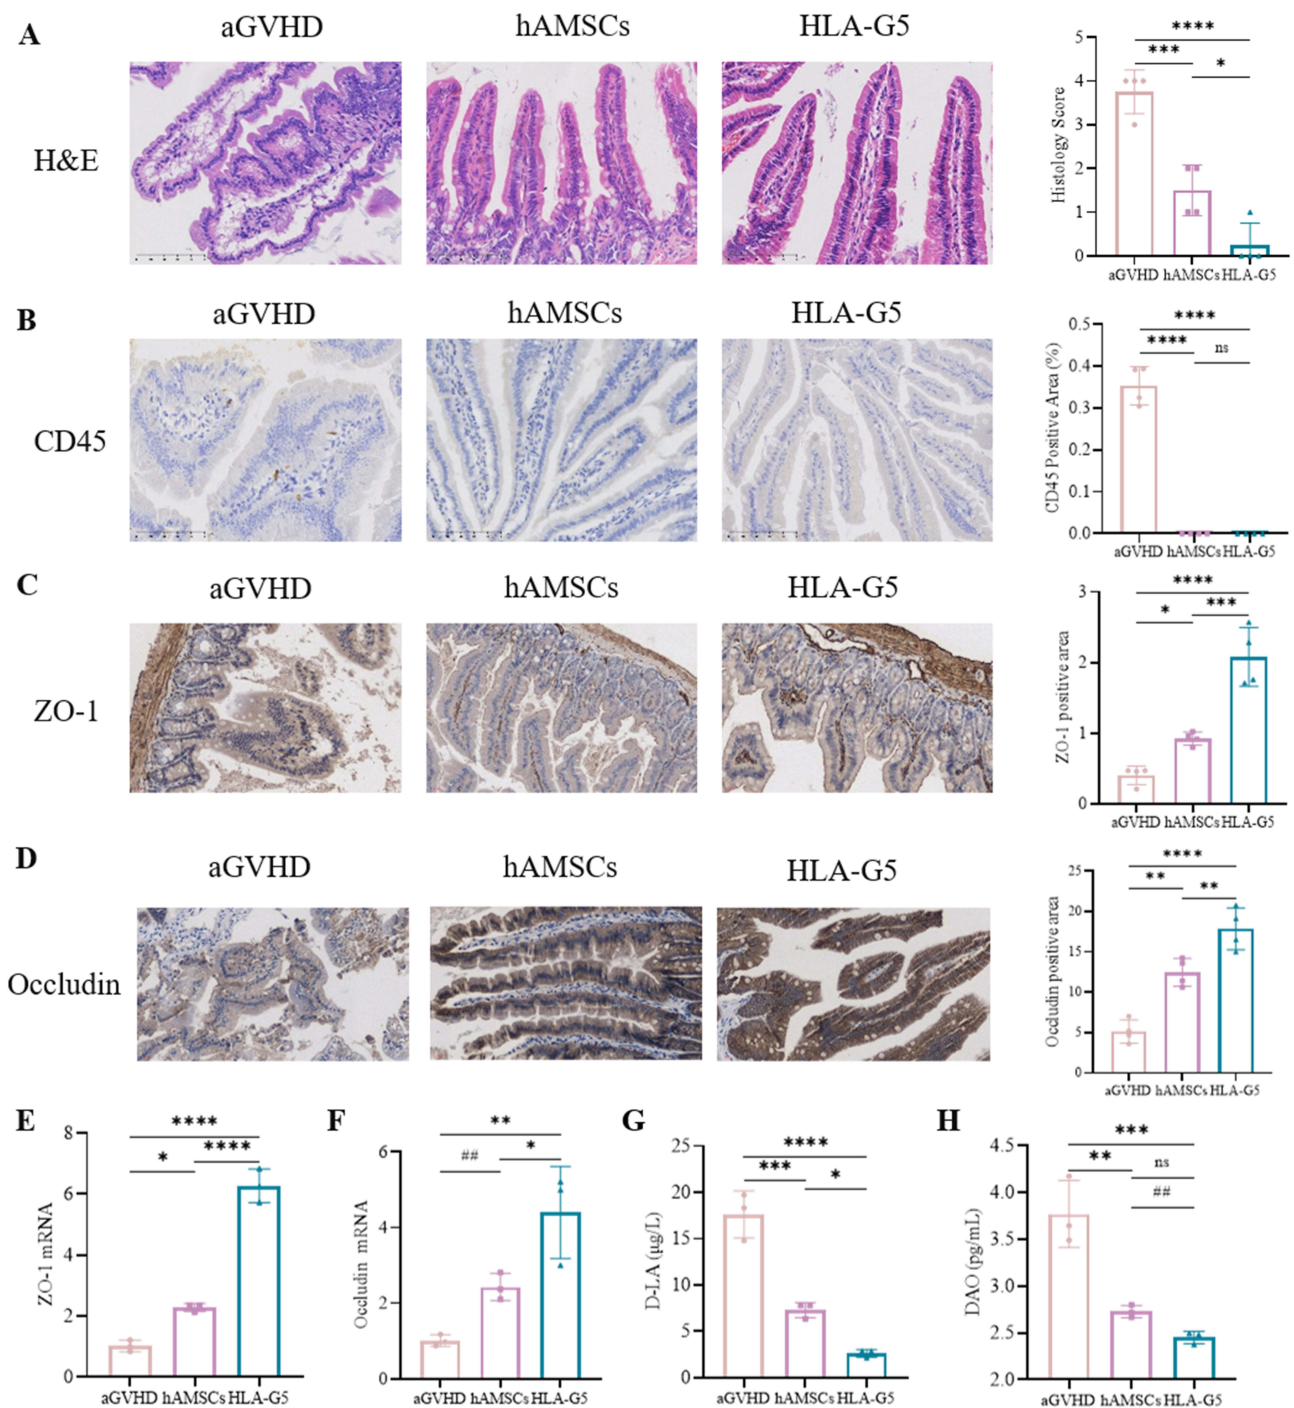 A
aGVHD
hAMSCs
HLA-G5
H&E
Histology Score
5
4
3
2
1
0
****
***
*
aGVHD hAMSCs HLA-G5
B
aGVHD
hAMSCs
HLA-G5
CD45
CD45 Positive Area (%)
0.5
0.4
0.3
0.2
0.1
0.0
****
****
ns
aGVHD hAMSCs HLA-G5
C
aGVHD
hAMSCs
HLA-G5
ZO-1
ZO-1 positive area
3
2
1
0
****
*
***
aGVHD hAMSCs HLA-G5
D
aGVHD
hAMSCs
HLA-G5
Occludin
Occludin positive area
25
20
15
10
5
0
****
**
**
aGVHD hAMSCs HLA-G5
E
ZO-1 mRNA
8
6
4
2
0
****
*
****
aGVHD hAMSCs HLA-G5
F
Occludin mRNA
6
4
2
0
**
##
*
aGVHD hAMSCs HLA-G5
G
D-LA (μg/L)
25
20
15
10
5
0
****
***
*
aGVHD hAMSCs HLA-G5
H
DAO (pg/mL)
4.5
4.0
3.5
3.0
2.5
2.0
***
**
ns
##
aGVHD hAMSCs HLA-G5